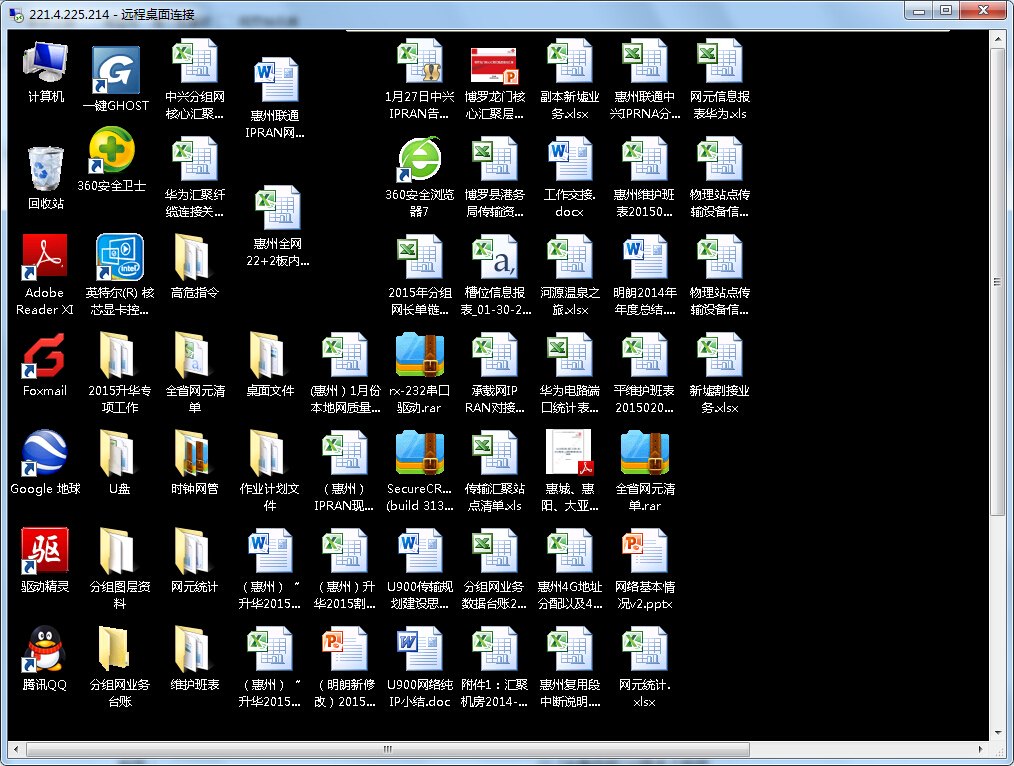 221.4.225.214 - 远程桌面连接
计算机
一键GHOST
中兴分组网
核心汇聚...
惠州联通
IPRAN网...
1月27日中兴
IPRAN告...
博罗龙门核
心汇聚层...
副本新墟业
务.xlsx
惠州联通中
兴IPRNA分...
网元信息报
表华为.xls
回收站
360安全卫士
华为汇聚纤
缆连接关...
惠州全网
22+2板内...
360安全浏览
器7
博罗县港务
局传输资...
工作交接.
docx
惠州维护班
表20150...
物理站点传
输设备信...
Adobe
Reader XI
英特尔(R) 核
芯显卡控...
高危指令
2015年分组
网长单链...
槽位信息报
表_01-30-2...
河源温泉之
旅.xlsx
明朗2014年
年度总结....
物理站点传
输设备信...
Foxmail
2015升华专
项工作
全省网元清
单
桌面文件
(惠州）1月份
本地网质量...
rx-232串口
驱动.rar
承载网IP
RAN对接...
华为电路端
口统计表...
平维护班表
2015020...
新墟割接业
务.xlsx
Google 地球
U盘
时钟网管
作业计划文
件
（惠州）
IPRAN现...
SecureCR...
(build 313...
传输汇聚站
点清单.xls
惠城、惠
阳、大亚...
全省网元清
单.rar
驱动精灵
分组图层资
料
网元统计
（惠州）“
升华2015...
（惠州）升
华2015割...
U900传输规
划建设思...
分组网业务
数据台账2...
惠州4G地址
分配以及4...
网络基本情
况v2.pptx
腾讯QQ
分组网业务
台账
维护班表
（惠州）“
升华2015...
（明朗新修
改）2015...
U900网络纯
IP小结.doc
附件1：汇聚
机房2014-...
惠州复用段
中断说明....
网元统计.
xlsx